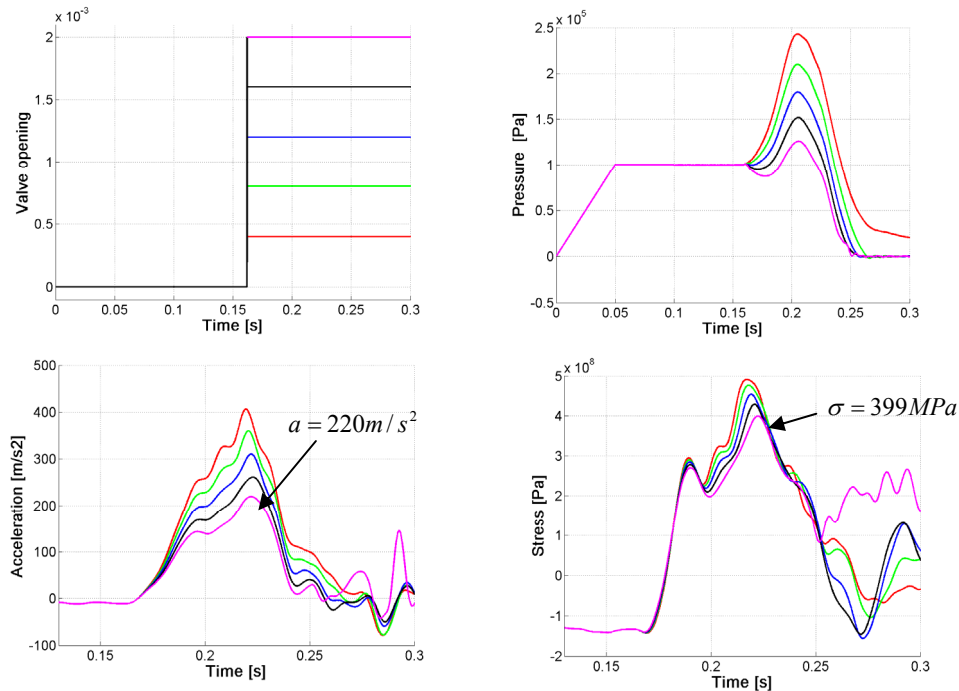 x 10⁻³
2
1.5
1
0.5
0
Valve opening
0 0.05 0.1 0.15 0.2 0.25 0.3
Time [s]
x 10⁵
2.5
2
1.5
1
0.5
0
-0.5
Pressure [Pa]
0 0.05 0.1 0.15 0.2 0.25 0.3
Time [s]
500
400
300
200
100
0
-100
Acceleration [m/s2]
a = 220m/s²
0.15 0.2 0.25 0.3
Time [s]
x 10⁸
5
4
3
2
1
0
-1
-2
Stress [Pa]
σ = 399MPa
0.15 0.2 0.25 0.3
Time [s]